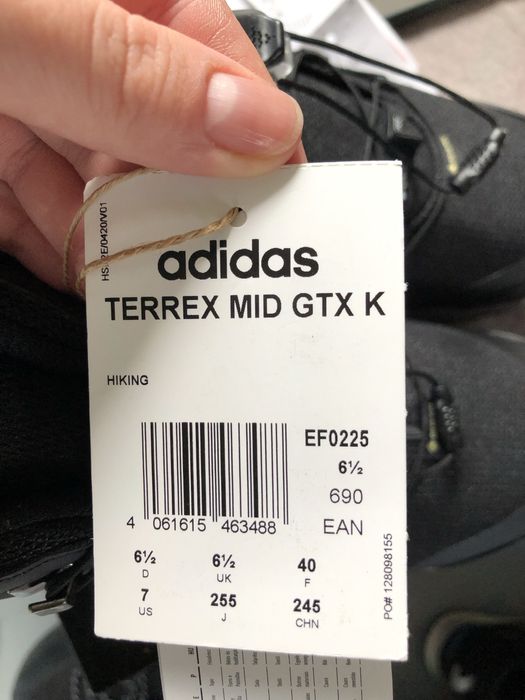 adidas
TERREX MID GTX K
HIKING
EF0225
6½
690
4 061615 463488 EAN
6½ 6½ 40
D UK F
7 255 245
US J CHN
PO# 128098155